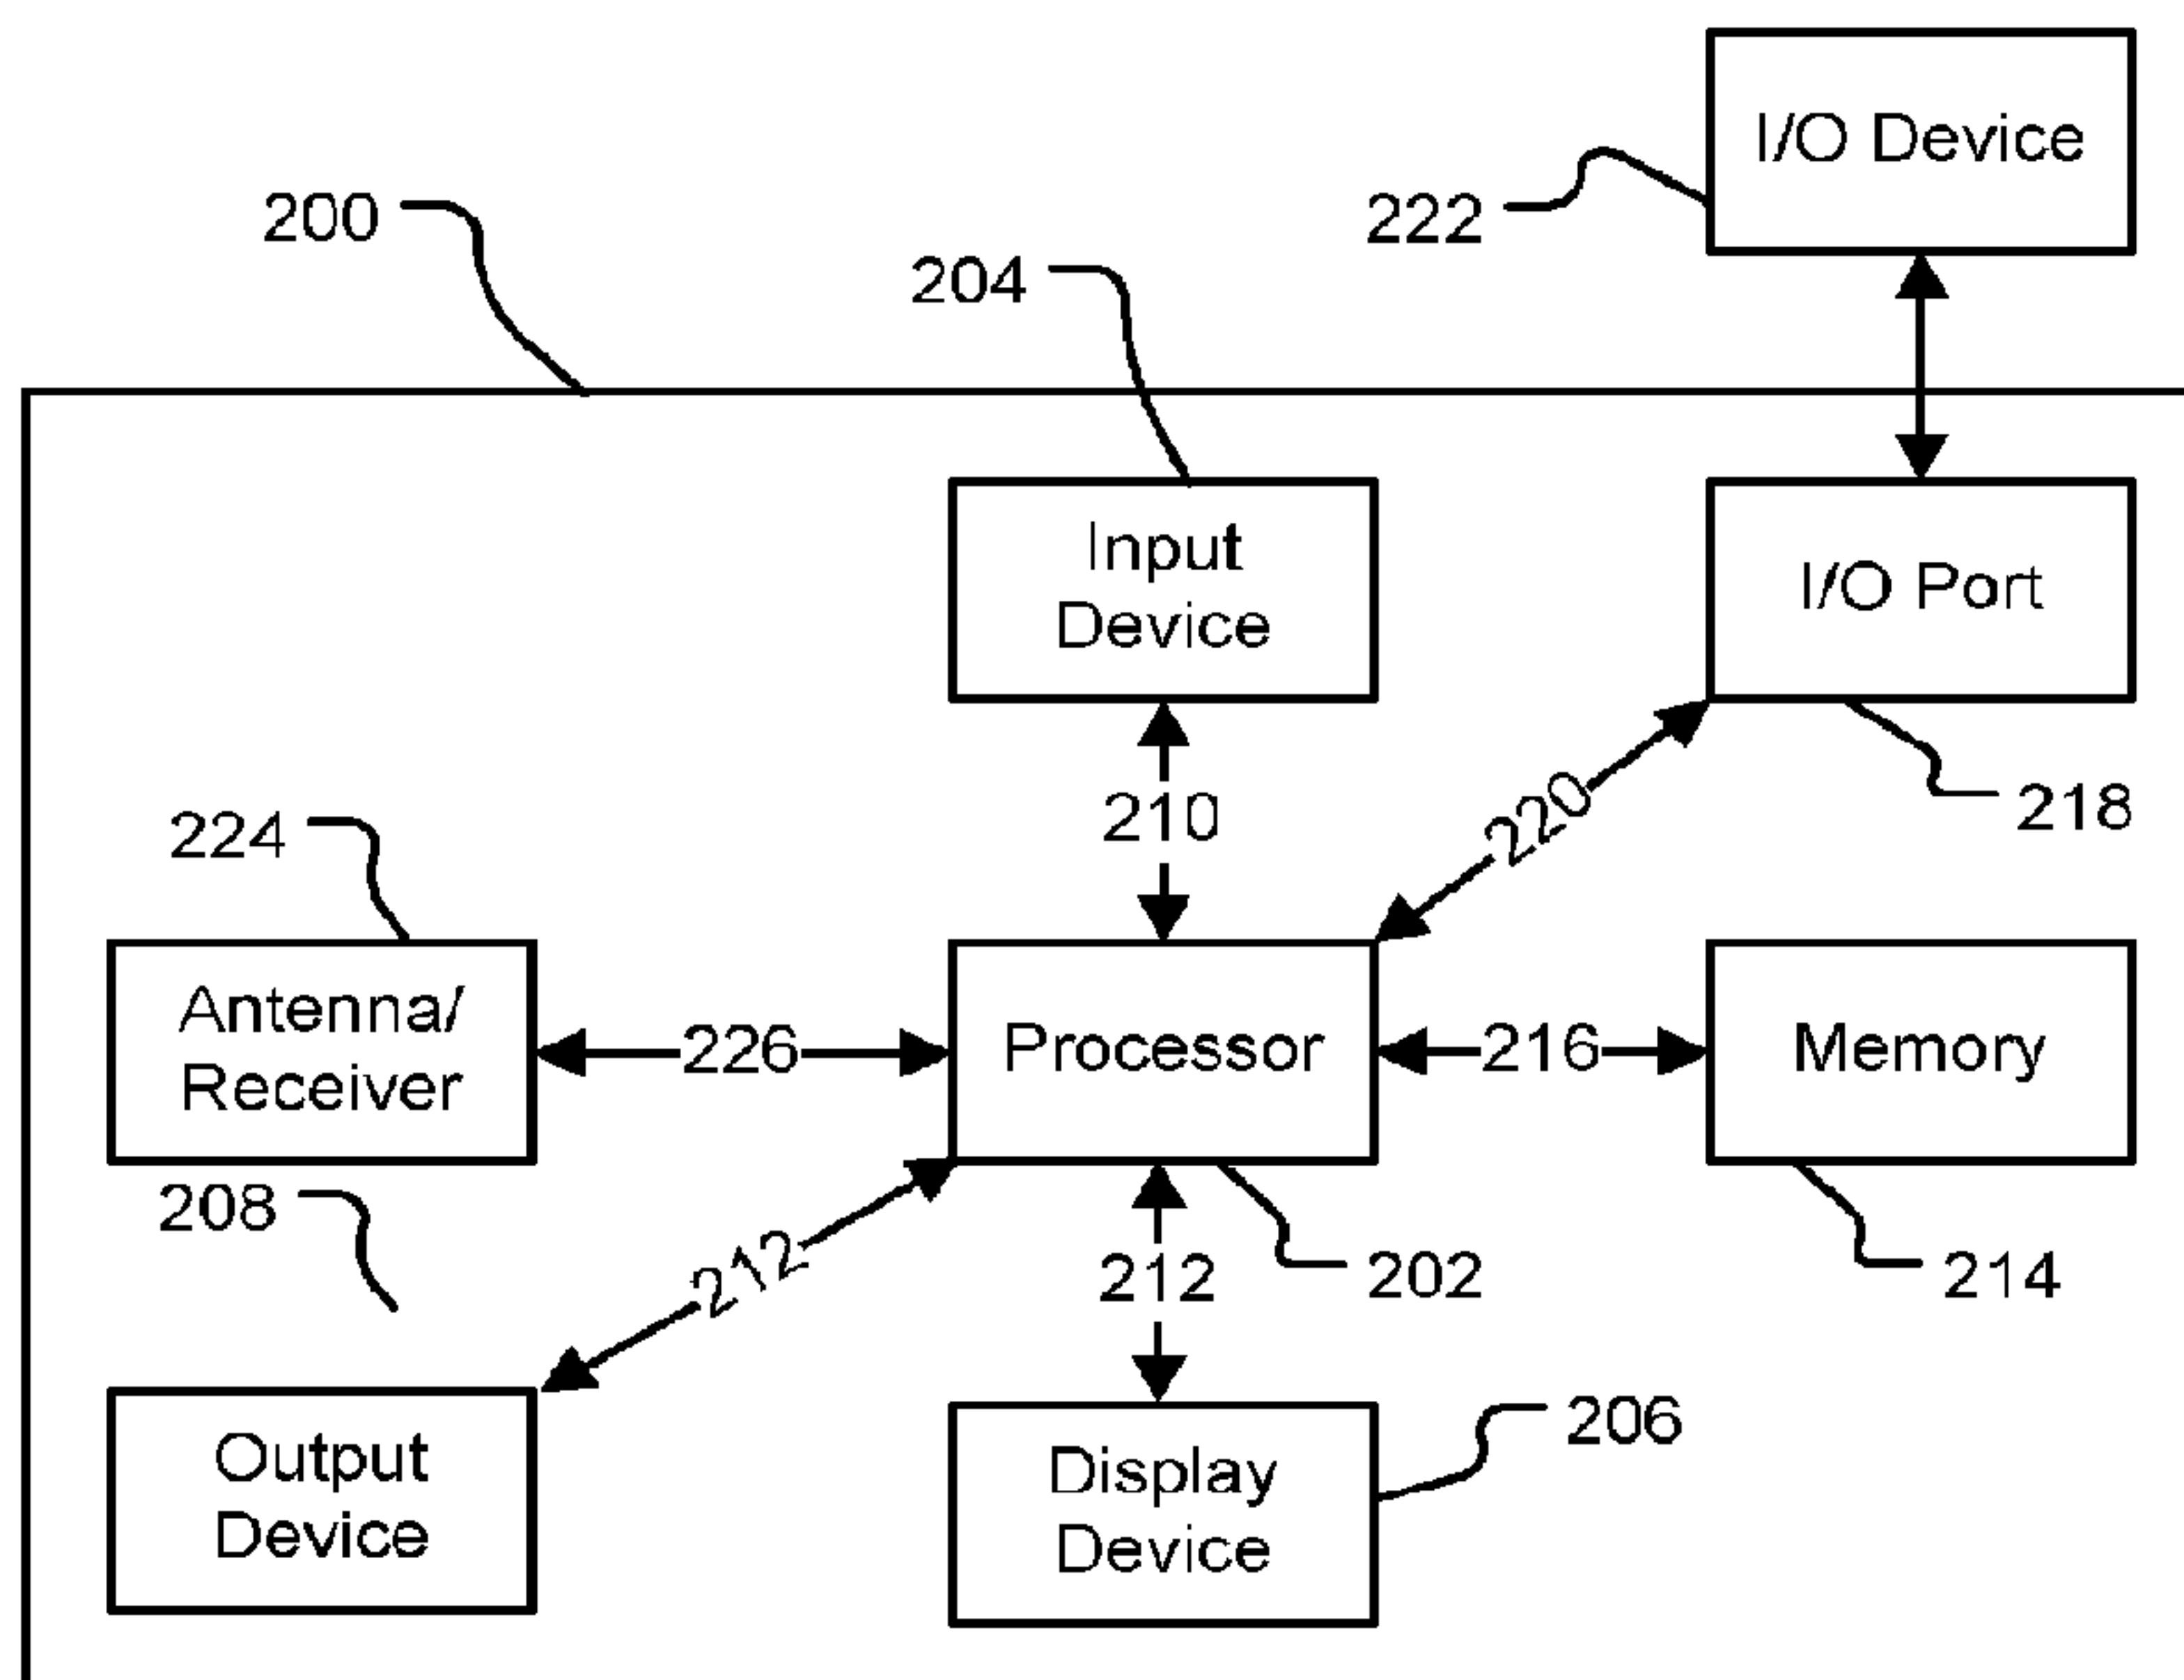 I/O Device
200
222
204
Input
Device
I/O Port
210
220
218
224
Antenna/
Receiver
226
Processor
216
Memory
208
212
212
202
214
206
Output
Device
Display
Device